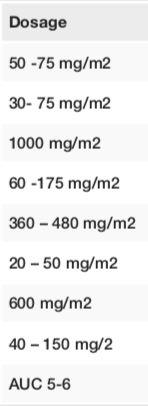 Dosage
50 -75 mg/m2
30- 75 mg/m2
1000 mg/m2
60 -175 mg/m2
360 – 480 mg/m2
20 – 50 mg/m2
600 mg/m2
40 – 150 mg/2
AUC 5-6